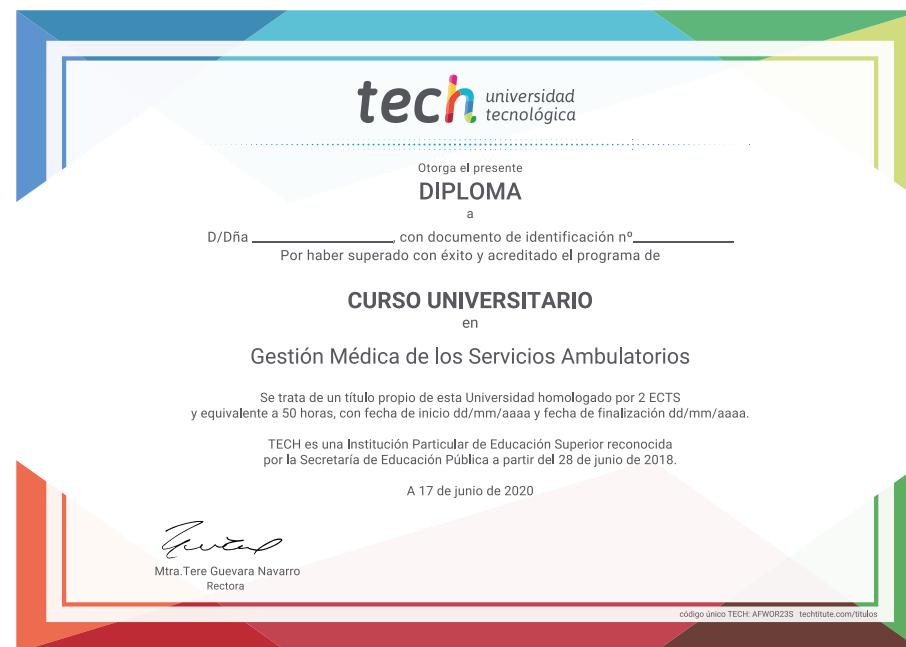 tech universidad
tecnológica
Otorga el presente
DIPLOMA
a
D/Dña ____________________, con documento de identificación nº______________
Por haber superado con éxito y acreditado el programa de
CURSO UNIVERSITARIO
en
Gestión Médica de los Servicios Ambulatorios
Se trata de un título propio de esta Universidad homologado por 2 ECTS
y equivalente a 50 horas, con fecha de inicio dd/mm/aaaa y fecha de finalización dd/mm/aaaa.
TECH es una Institución Particular de Educación Superior reconocida
por la Secretaría de Educación Pública a partir del 28 de junio de 2018.
A 17 de junio de 2020
Mtra.Tere Guevara Navarro
Rectora
código único TECH: AFWOR23S techtitute.com/titulos